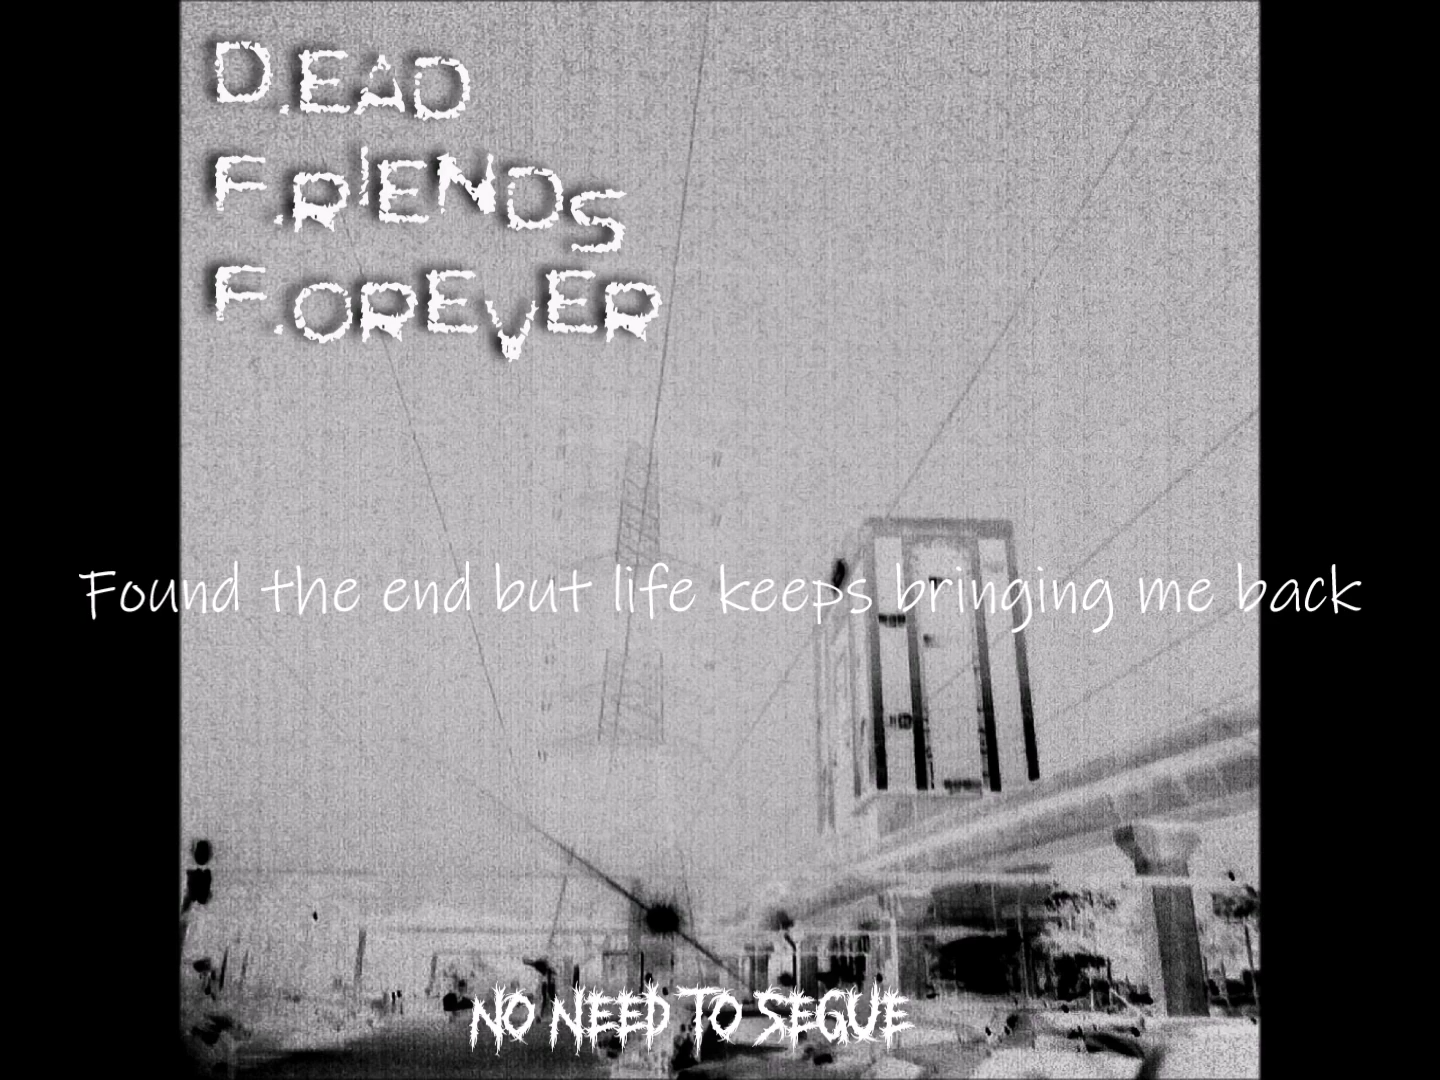 D.EAD
F.RIENDS
F.OREVER
Found the end but life keeps bringing me back
NO NEED TO SEGUE